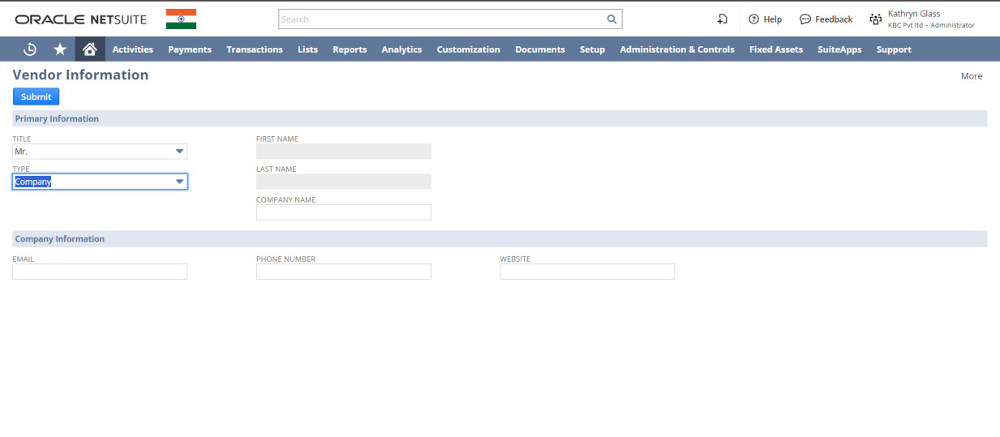 ORACLE NETSUITE
Search
Help
Feedback
Kathryn Glass
KBC Pvt ltd - Administrator
Activities Payments Transactions Lists Reports Analytics Customization Documents Setup Administration & Controls Fixed Assets SuiteApps Support
Vendor Information
More
Submit
Primary Information
TITLE
Mr.
TYPE
Company
FIRST NAME
LAST NAME
COMPANY NAME
Company Information
EMAIL
PHONE NUMBER
WEBSITE